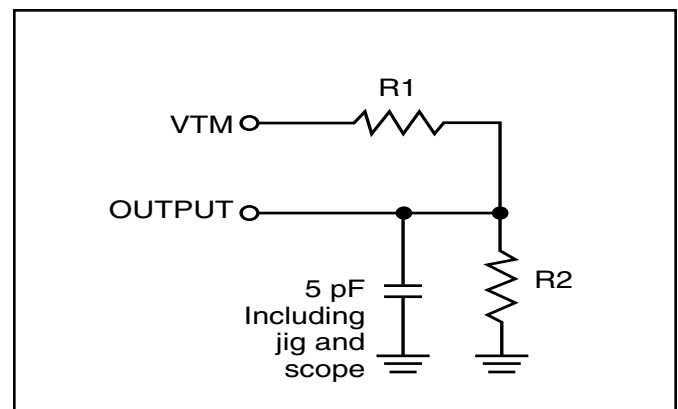 R1
VTM
OUTPUT
R2
5 pF
Including
jig and
scope